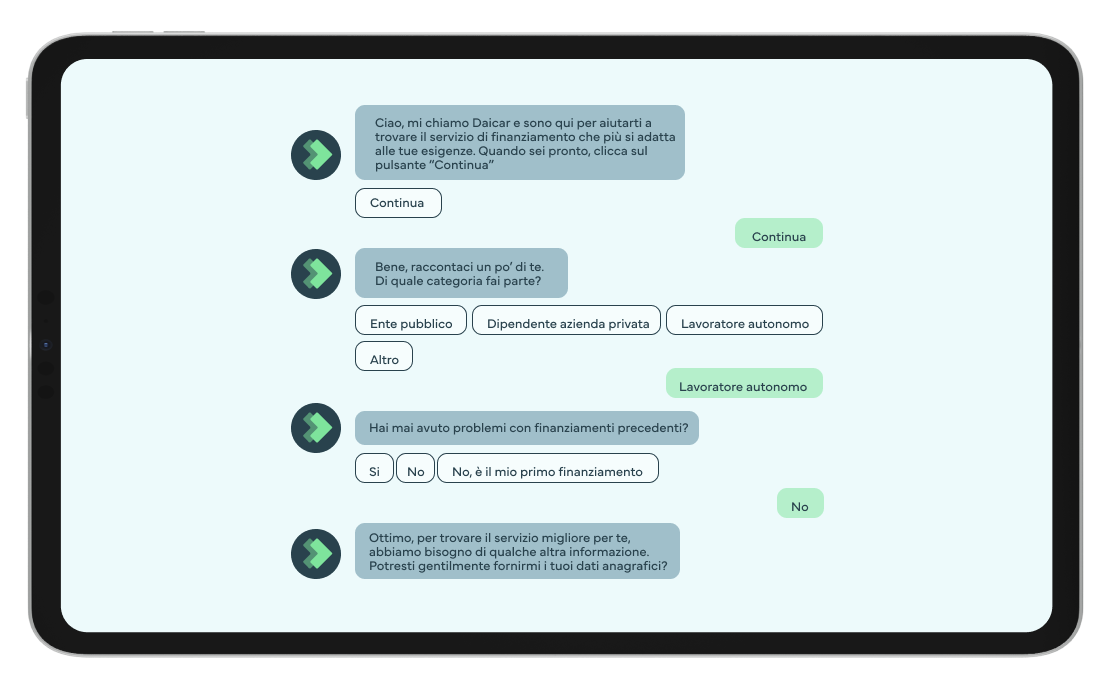 Ciao, mi chiamo Daicar e sono qui per aiutarti a
trovare il servizio di finanziamento che più si adatta
alle tue esigenze. Quando sei pronto, clicca sul
pulsante “Continua”
Continua
Continua
Bene, raccontaci un po’ di te.
Di quale categoria fai parte?
Ente pubblico
Dipendente azienda privata
Lavoratore autonomo
Altro
Lavoratore autonomo
Hai mai avuto problemi con finanziamenti precedenti?
Si
No
No, è il mio primo finanziamento
No
Ottimo, per trovare il servizio migliore per te,
abbiamo bisogno di qualche altra informazione.
Potresti gentilmente fornirmi i tuoi dati anagrafici?